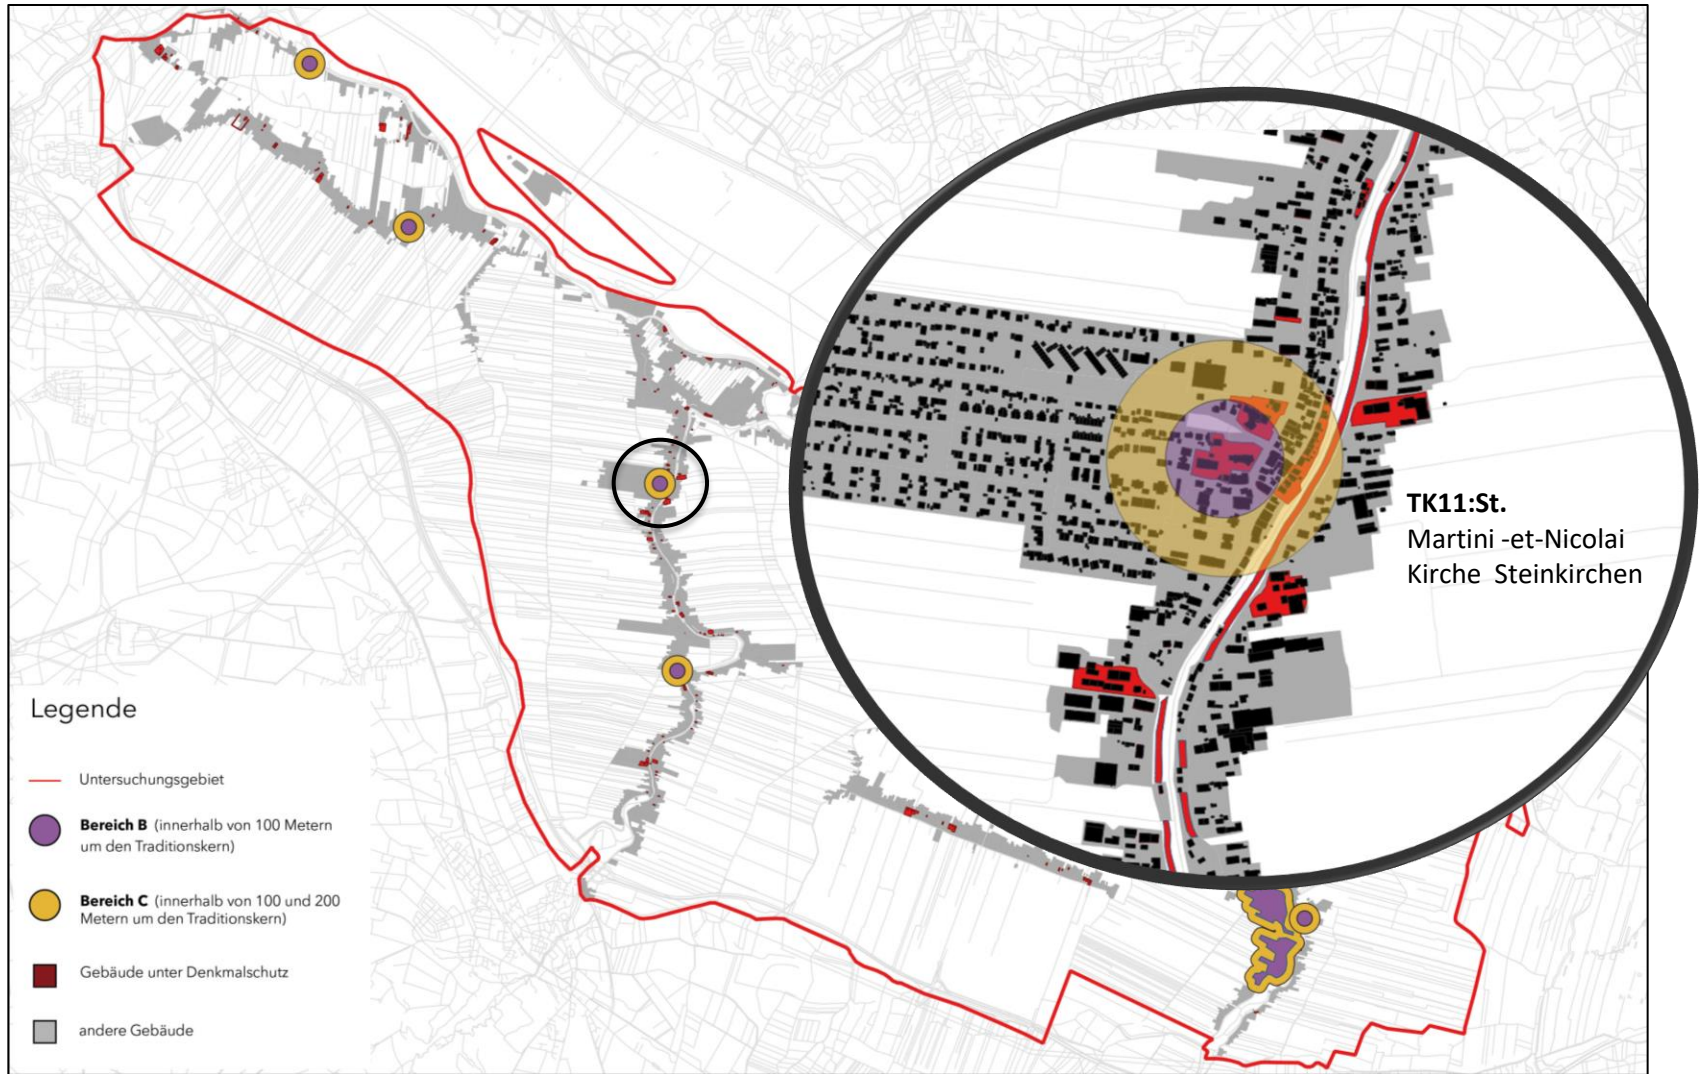 TK11:St.
Martini -et-Nicolai
Kirche Steinkirchen
Legende
Untersuchungsgebiet
Bereich B (innerhalb von 100 Metern
um den Traditionskern)
Bereich C (innerhalb von 100 und 200
Metern um den Traditionskern)
Gebäude unter Denkmalschutz
andere Gebäude